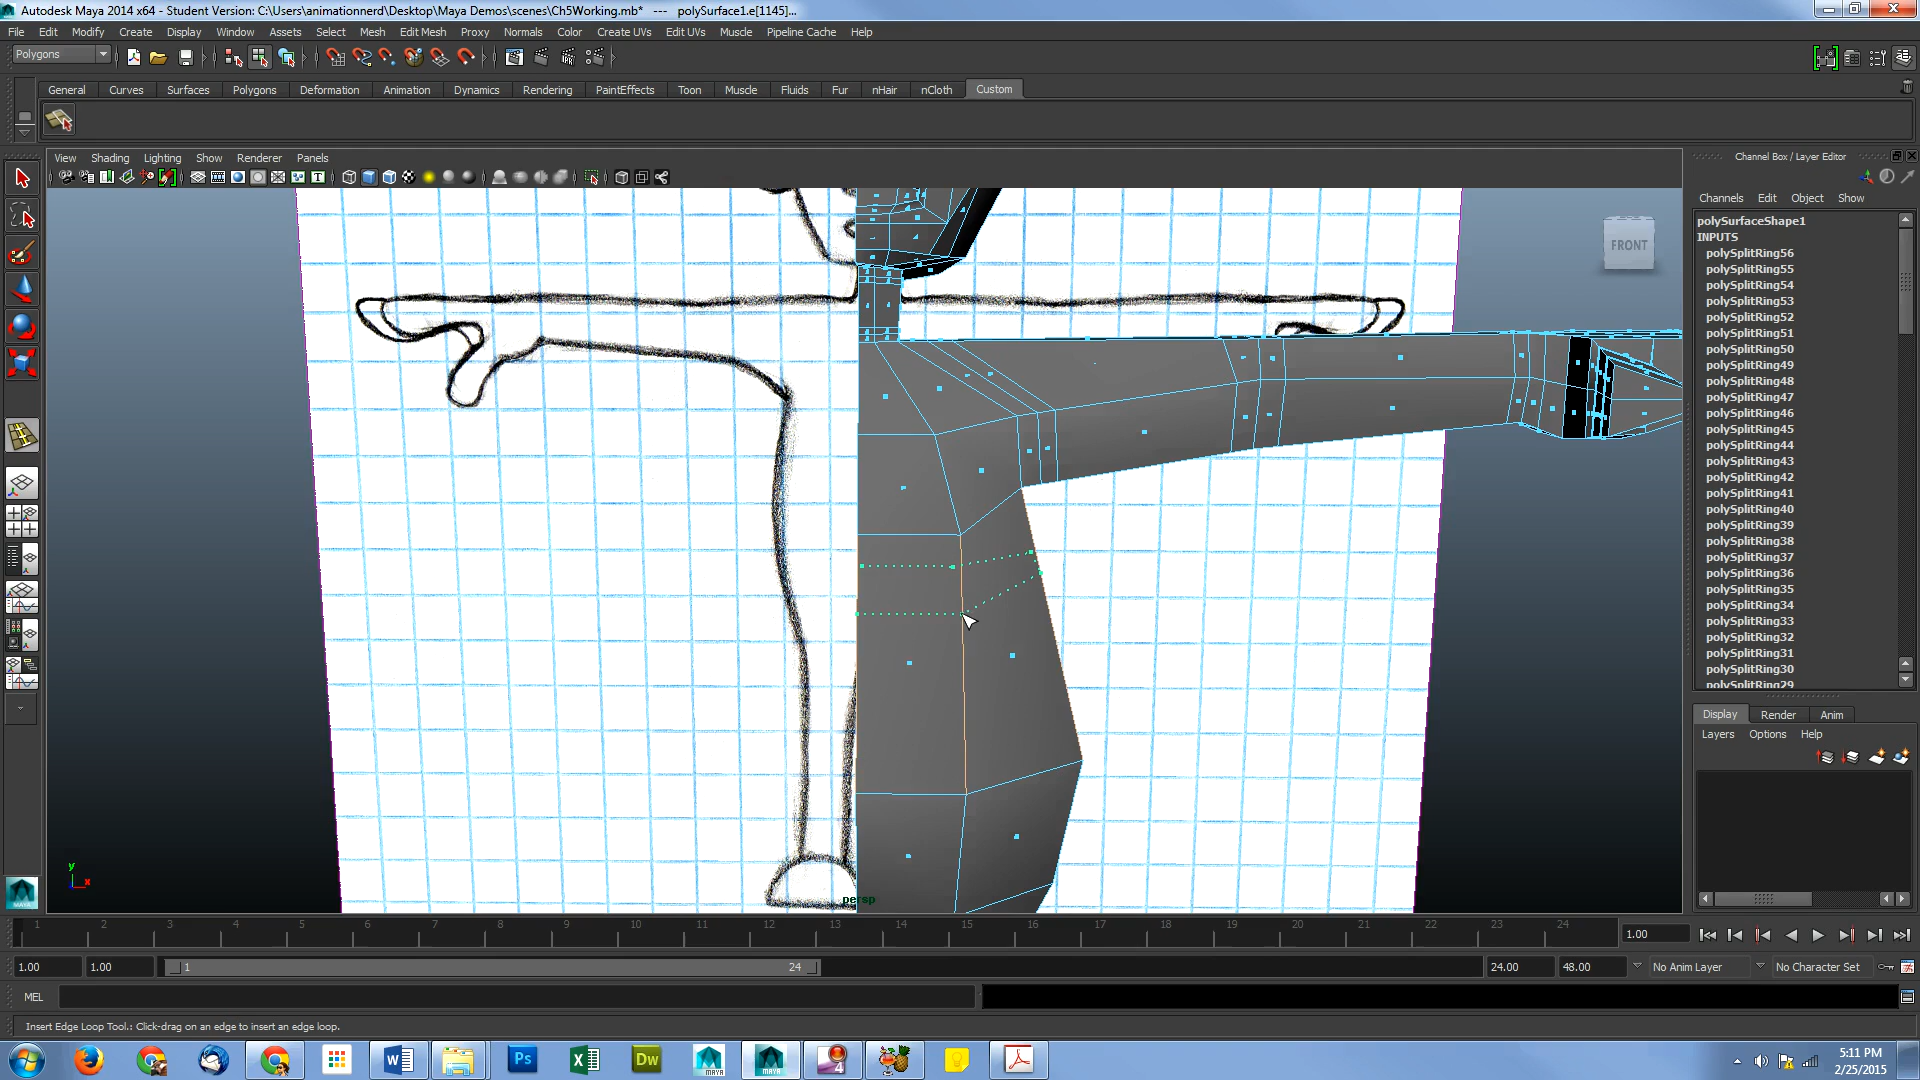 Autodesk Maya 2014 x64 - Student Version: C:\Users\animationnerd\Desktop\Maya Demos\scenes\Ch5Working.mb*   ---   polySurface1.e[1145]...
File Edit Modify Create Display Window Assets Select Mesh Edit Mesh Proxy Normals Color Create UVs Edit UVs Muscle Pipeline Cache Help
Polygons
General Curves Surfaces Polygons Deformation Animation Dynamics Rendering PaintEffects Toon Muscle Fluids Fur nHair nCloth Custom
View Shading Lighting Show Renderer Panels
Channel Box / Layer Editor
Channels Edit Object Show
polySurfaceShape1
INPUTS
polySplitRing56
polySplitRing55
polySplitRing54
polySplitRing53
polySplitRing52
polySplitRing51
polySplitRing50
polySplitRing49
polySplitRing48
polySplitRing47
polySplitRing46
polySplitRing45
polySplitRing44
polySplitRing43
polySplitRing42
polySplitRing41
polySplitRing40
polySplitRing39
polySplitRing38
polySplitRing37
polySplitRing36
polySplitRing35
polySplitRing34
polySplitRing33
polySplitRing32
polySplitRing31
polySplitRing30
polySplitRing29
FRONT
Display Render Anim
Layers Options Help
y
x
persp
1 2 3 4 5 6 7 8 9 10 11 12 13 14 15 16 17 18 19 20 21 22 23 24
1.00
1.00 1.00 1 24 24.00 48.00 No Anim Layer No Character Set
MEL
Insert Edge Loop Tool.: Click-drag on an edge to insert an edge loop.
Ps Dw MAYA MAYA 4
5:11 PM
2/25/2015